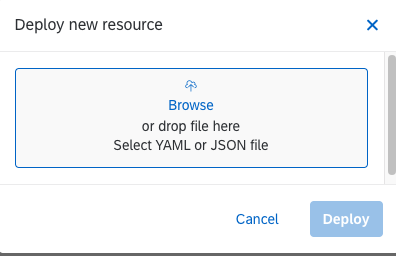 Deploy new resource
Browse
or drop file here
Select YAML or JSON file
Cancel
Deploy